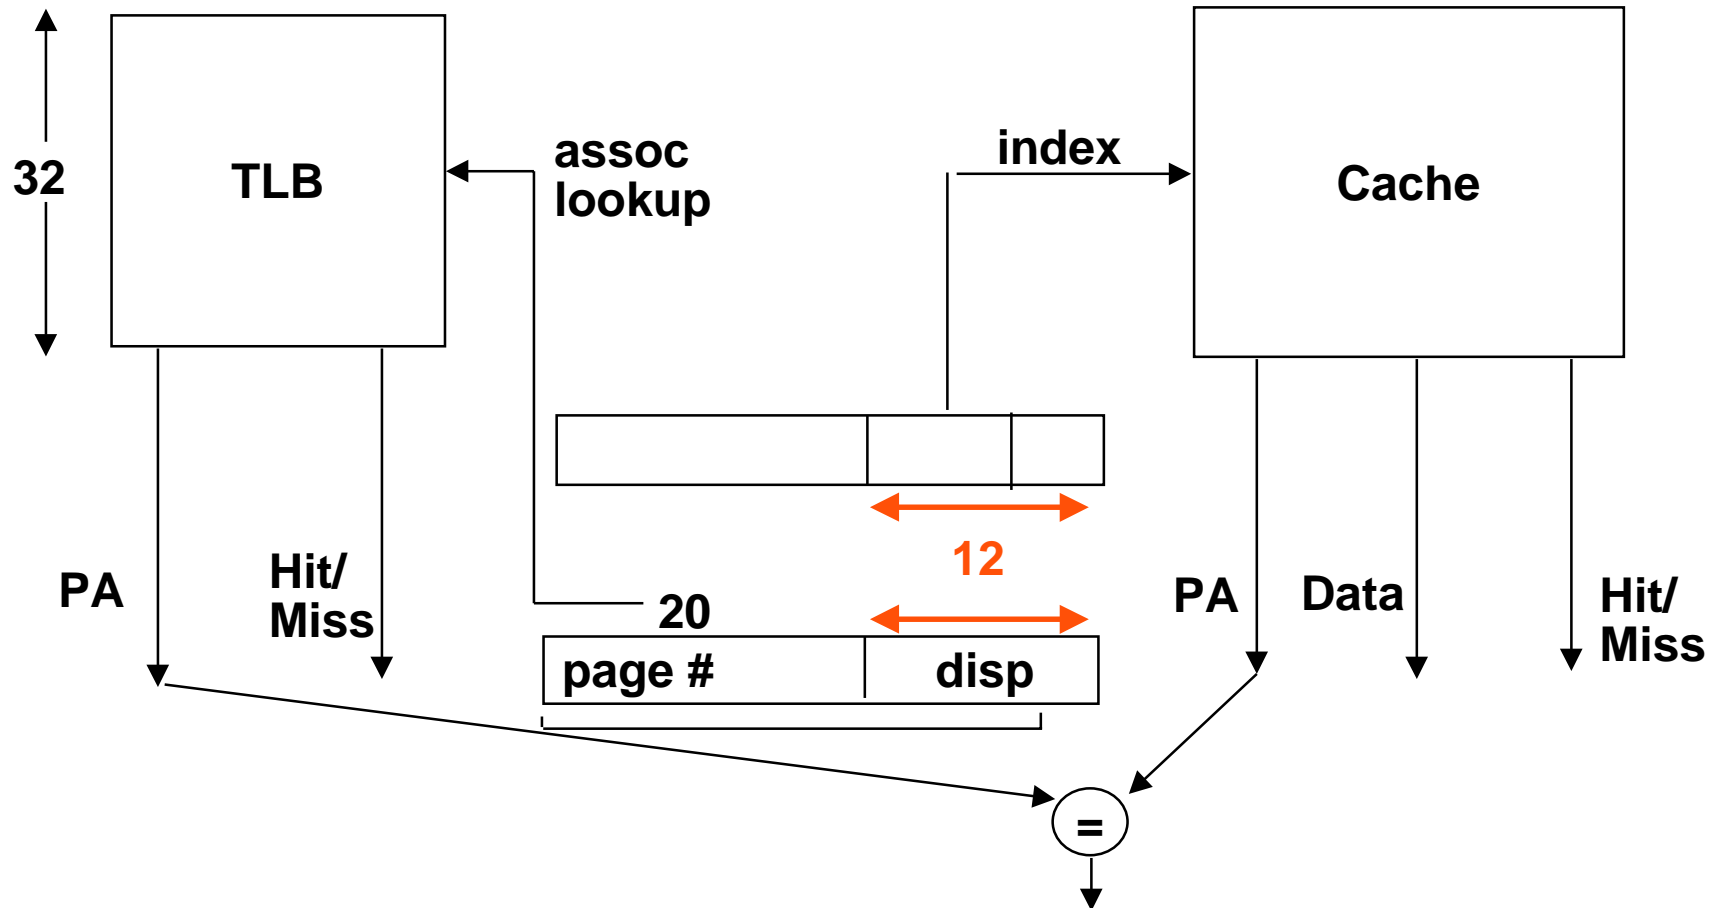 32
TLB
assoc
lookup
index
Cache
12
PA
Hit/
Miss
20
page #
disp
PA
Data
Hit/
Miss
=